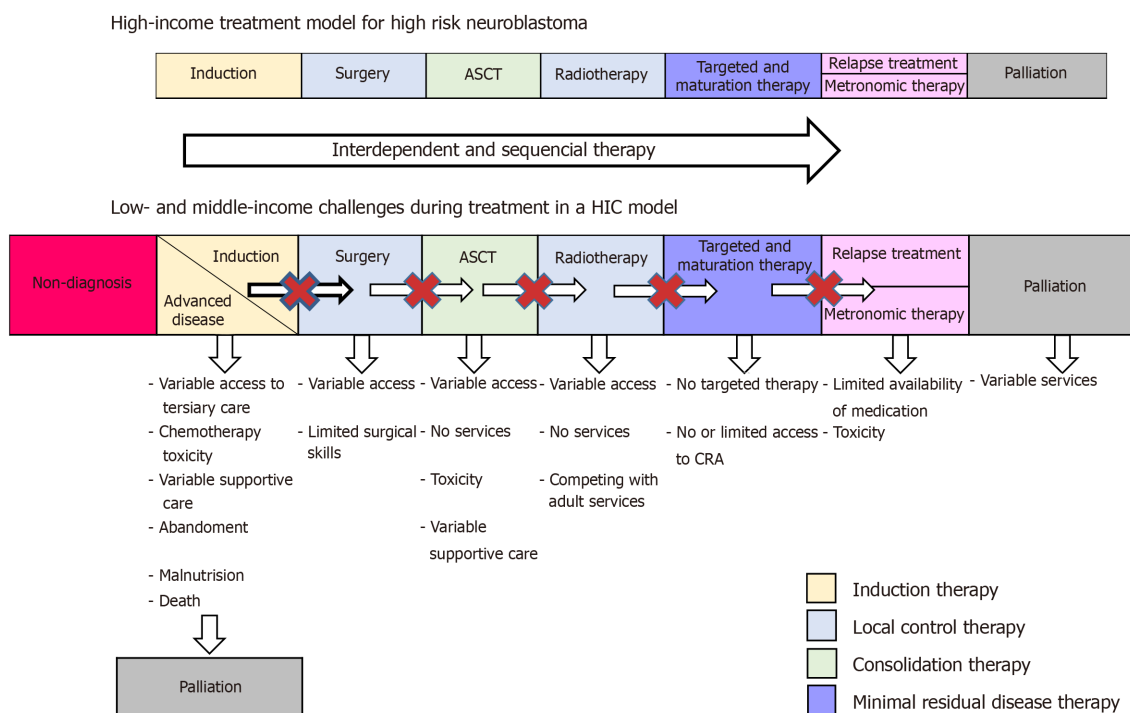 High-income treatment model for high risk neuroblastoma
Induction
Surgery
ASCT
Radiotherapy
Targeted and
maturation therapy
Relapse treatment
Metronomic therapy
Palliation
Interdependent and sequencial therapy
Low- and middle-income challenges during treatment in a HIC model
Non-diagnosis
Induction
Advanced
disease
Surgery
ASCT
Radiotherapy
Targeted and
maturation therapy
Relapse treatment
Metronomic therapy
Palliation
- Variable access to
tertiary care
- Chemotherapy
toxicity
- Variable supportive
care
- Abandoment
- Malnutrision
- Death
Palliation
- Variable access
- Limited surgical
skills
- Variable access
- No services
- Toxicity
- Variable
supportive care
- Variable access
- No services
- Competing with
adult services
- No targeted therapy
- No or limited access
to CRA
- Limited availability
of medication
- Toxicity
- Variable services
Induction therapy
Local control therapy
Consolidation therapy
Minimal residual disease therapy